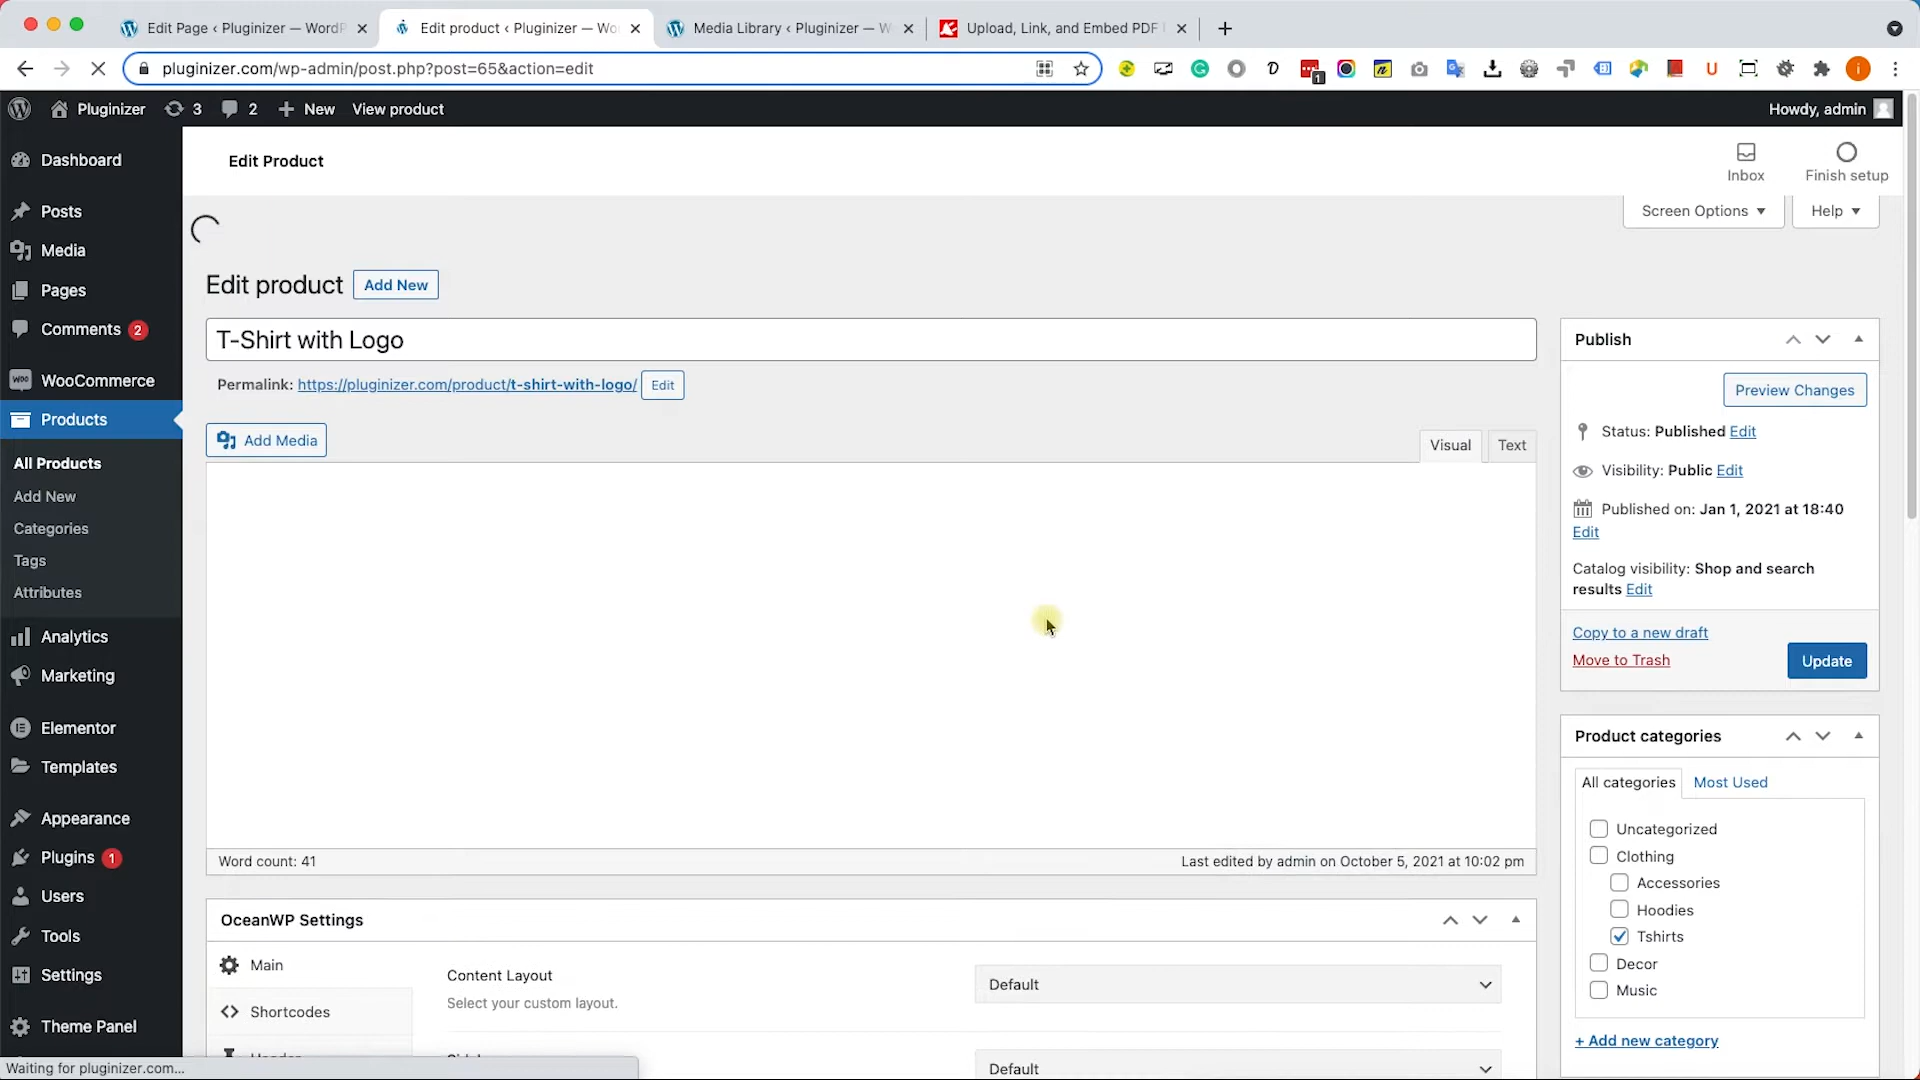 Edit Page ‹ Pluginizer — WordP
Edit product ‹ Pluginizer — Wo
Media Library ‹ Pluginizer — W
Upload, Link, and Embed PDF
pluginizer.com/wp-admin/post.php?post=65&action=edit
Pluginizer
3
2
New
View product
Howdy, admin
Dashboard
Posts
Media
Pages
Comments 2
WooCommerce
Products
All Products
Add New
Categories
Tags
Attributes
Analytics
Marketing
Elementor
Templates
Appearance
Plugins 1
Users
Tools
Settings
Theme Panel
Edit Product
Inbox
Finish setup
Screen Options
Help
Edit product
Add New
T-Shirt with Logo
Permalink: https://pluginizer.com/product/t-shirt-with-logo/ Edit
Add Media
Visual
Text
Word count: 41
Last edited by admin on October 5, 2021 at 10:02 pm
OceanWP Settings
Main
Shortcodes
Content Layout
Select your custom layout.
Default
Default
Publish
Preview Changes
Status: Published Edit
Visibility: Public Edit
Published on: Jan 1, 2021 at 18:40
Edit
Catalog visibility: Shop and search
results Edit
Copy to a new draft
Move to Trash
Update
Product categories
All categories
Most Used
Uncategorized
Clothing
Accessories
Hoodies
Tshirts
Decor
Music
+ Add new category
Waiting for pluginizer.com...